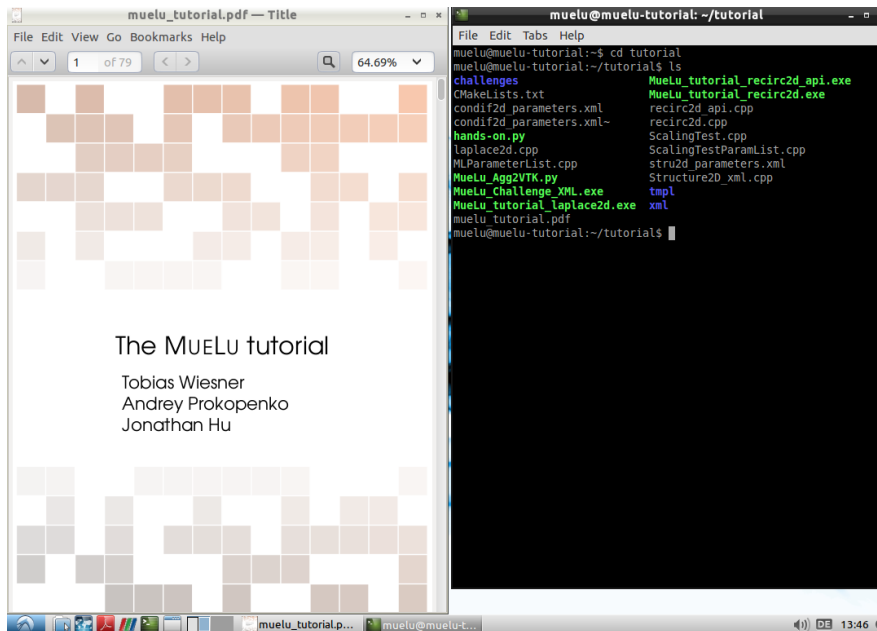 muelu_tutorial.pdf — Title
File Edit View Go Bookmarks Help
1 of 79 64.69%
The MUELU tutorial
Tobias Wiesner
Andrey Prokopenko
Jonathan Hu
muelu@muelu-tutorial: ~/tutorial
File Edit Tabs Help
muelu@muelu-tutorial:~$ cd tutorial
muelu@muelu-tutorial:~/tutorial$ ls
challenges MueLu_tutorial_recirc2d_api.exe
CMakeLists.txt MueLu_tutorial_recirc2d.exe
condif2d_parameters.xml recirc2d_api.cpp
condif2d_parameters.xml~ recirc2d.cpp
hands-on.py ScalingTest.cpp
laplace2d.cpp ScalingTestParamList.cpp
MLParameterList.cpp stru2d_parameters.xml
MueLu_Agg2VTK.py Structure2D_xml.cpp
MueLu_Challenge_XML.exe tmpl
MueLu_tutorial_laplace2d.exe xml
muelu_tutorial.pdf
muelu@muelu-tutorial:~/tutorial$
muelu_tutorial.p... muelu@muelu-t... DE 13:46